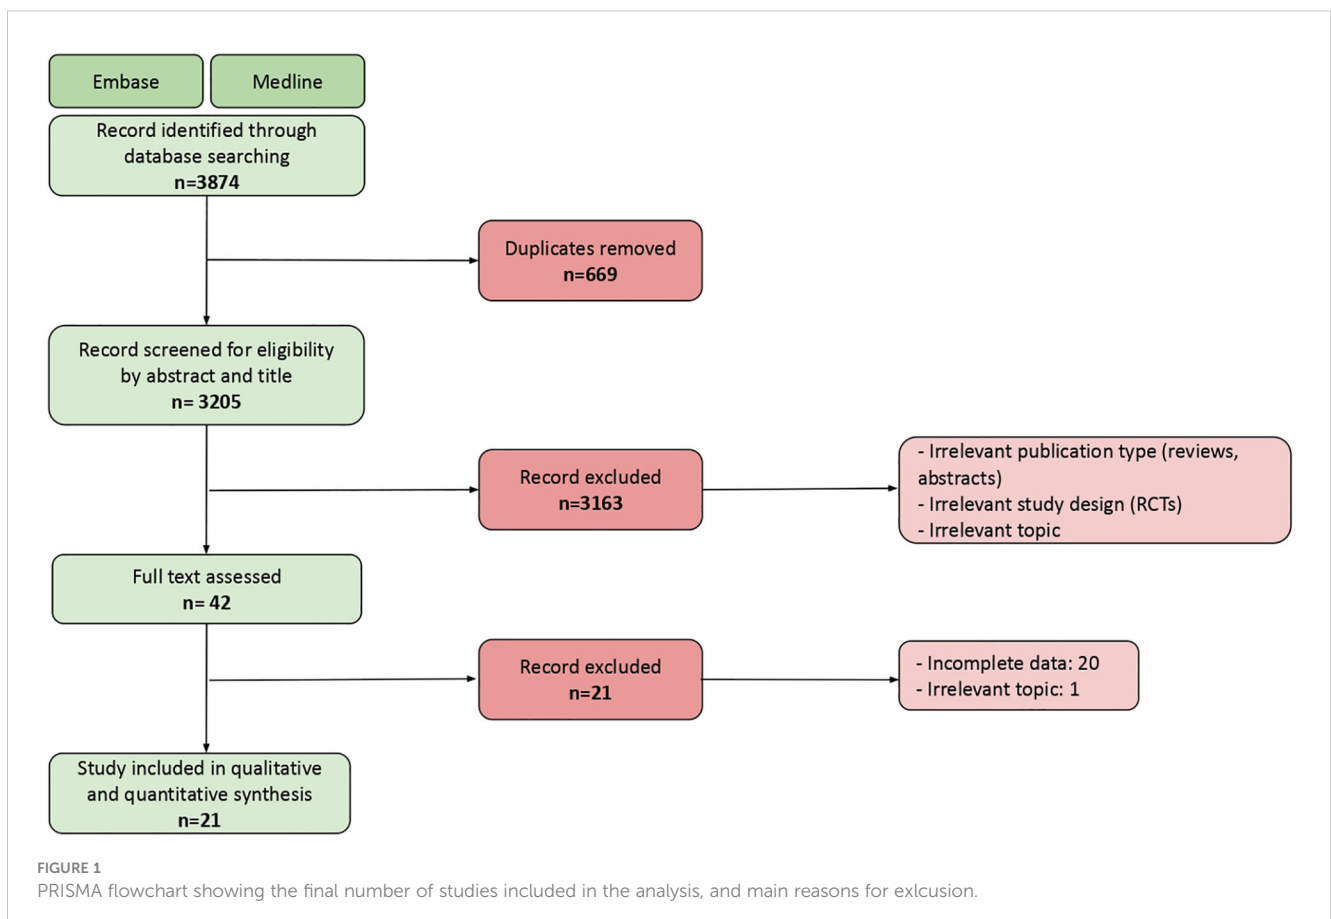 Embase
Medline
Record identified through
database searching
n=3874
Duplicates removed
n=669
Record screened for eligibility
by abstract and title
n= 3205
Record excluded
n=3163
- Irrelevant publication type (reviews,
abstracts)
- Irrelevant study design (RCTs)
- Irrelevant topic
Full text assessed
n= 42
Record excluded
n=21
- Incomplete data: 20
- Irrelevant topic: 1
Study included in qualitative
and quantitative synthesis
n=21
FIGURE 1
PRISMA flowchart showing the final number of studies included in the analysis, and main reasons for exlcusion.